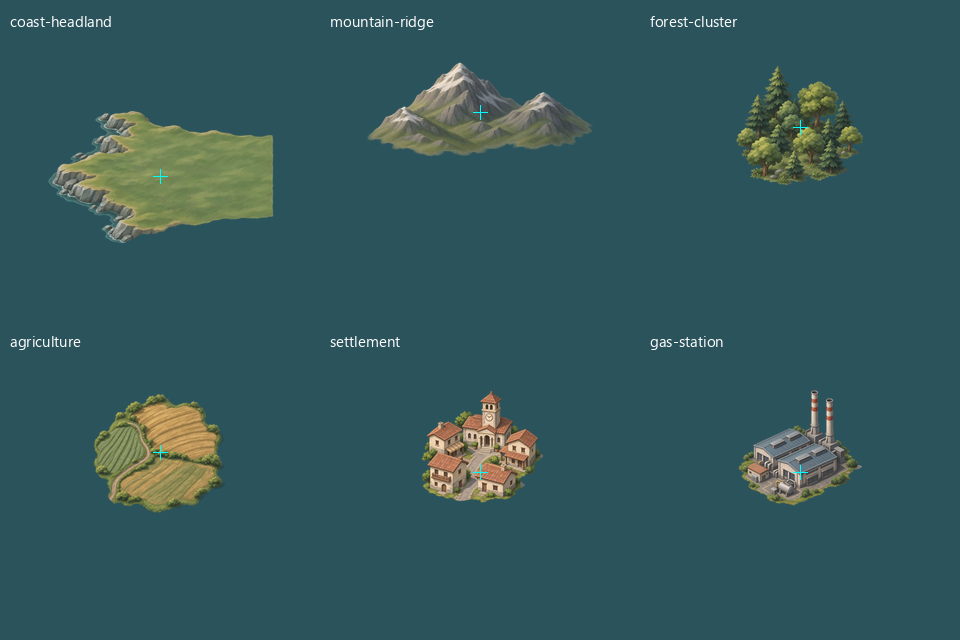 coast-headland
mountain-ridge
forest-cluster
agriculture
settlement
gas-station